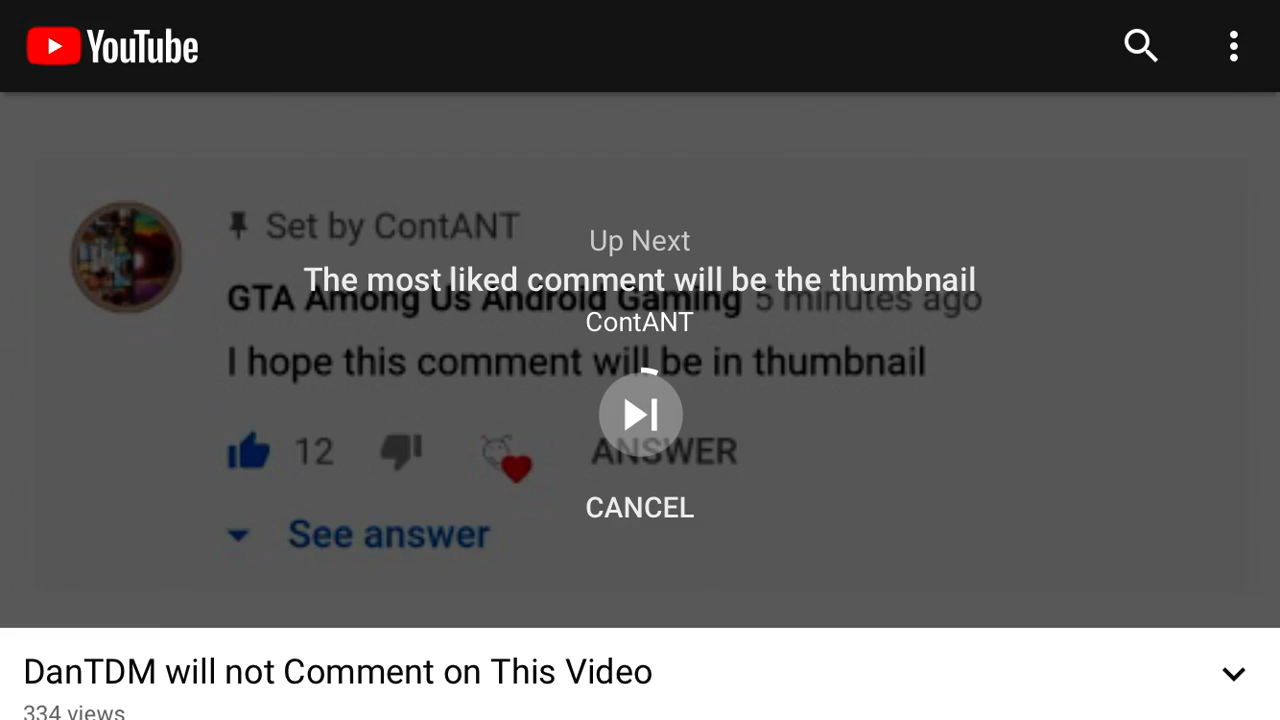 YouTube
Set by ContANT
Up Next
The most liked comment will be the thumbnail
GTA Among Us Android Gaming 5 minutes ago
ContANT
I hope this comment will be in thumbnail
12
ANSWER
CANCEL
See answer
DanTDM will not Comment on This Video
334 views